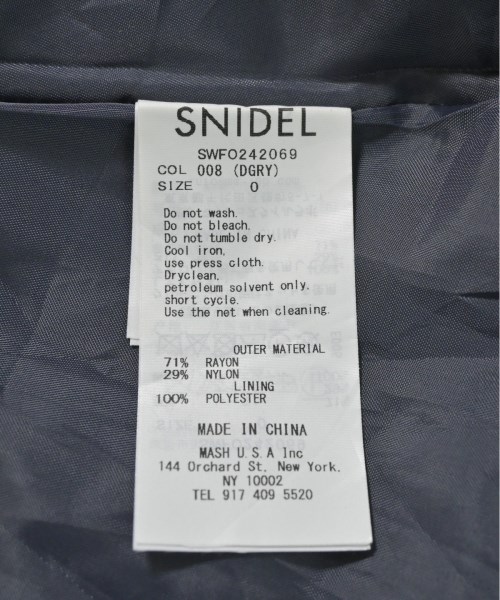 SNIDEL
SWFO242069
COL 008 (DGRY)
SIZE 0
Do not wash.
Do not bleach.
Do not tumble dry.
Cool iron,
use press cloth.
Dryclean.
petroleum solvent only.
short cycle.
Use the net when cleaning.
OUTER MATERIAL
71% RAYON
29% NYLON
LINING
100% POLYESTER
MADE IN CHINA
MASH U.S.A Inc
144 Orchard St, New York.
NY 10002
TEL 917 409 5520